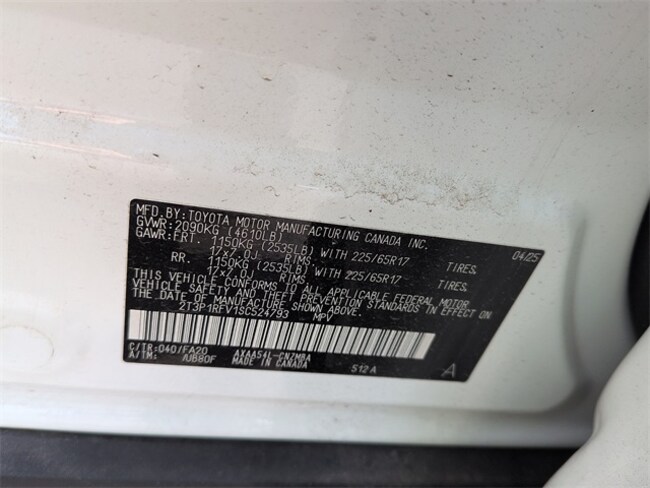 MFD.BY:TOYOTA MOTOR MANUFACTURING CANADA INC.
GVWR:2090KG (4610LB) 04/25
GAWR:FRT. 1150KG (2535LB) WITH 225/65R17 TIRES,
17X7.0J RIMS
RR. 1150KG (2535LB) WITH 225/65R17 TIRES,
17X7.0J RIMS
THIS VEHICLE CONFORMS TO ALL APPLICABLE FEDERAL MOTOR
VEHICLE SAFETY AND THEFT PREVENTION STANDARDS IN EFFECT ON
THE DATE OF MANUFACTURE SHOWN ABOVE.
2T3P1RFV1SC524793 MPV
C/TR:040/FA20 AXAA54L-CNZMBA
A/TM: /UB80F MADE IN CANADA 512A A